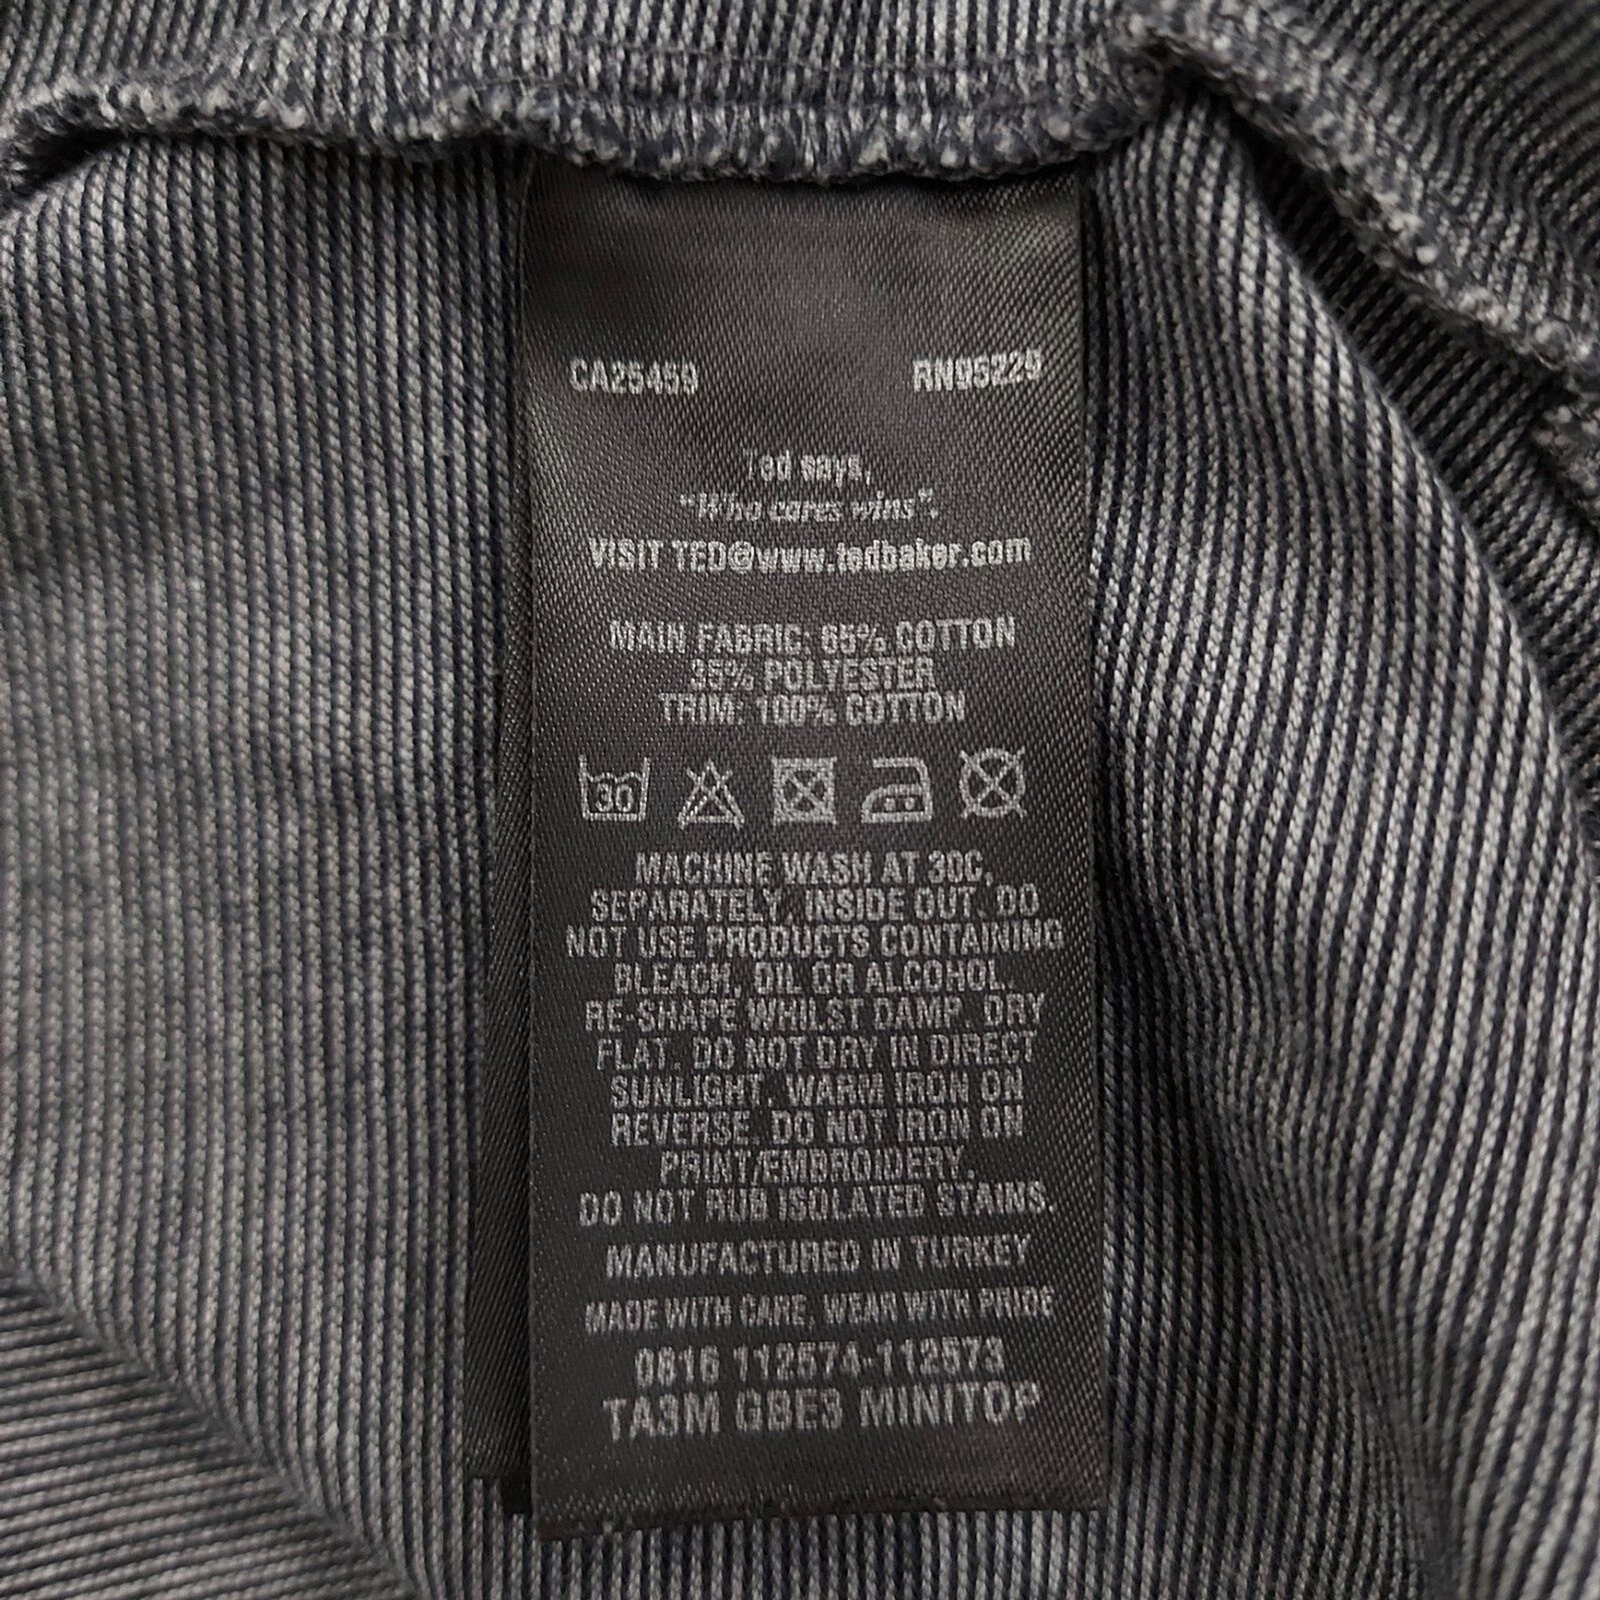 CA25459 RN95229
Ted says,
"Who cares wins".
VISIT TED@www.tedbaker.com
MAIN FABRIC: 65% COTTON
35% POLYESTER
TRIM: 100% COTTON
30
MACHINE WASH AT 30C,
SEPARATELY, INSIDE OUT. DO
NOT USE PRODUCTS CONTAINING
BLEACH, OIL OR ALCOHOL.
RE-SHAPE WHILST DAMP. DRY
FLAT. DO NOT DRY IN DIRECT
SUNLIGHT. WARM IRON ON
REVERSE. DO NOT IRON ON
PRINT/EMBROIDERY.
DO NOT RUB ISOLATED STAINS.
MANUFACTURED IN TURKEY
MADE WITH CARE, WEAR WITH PRIDE
0816 112574-112573
TA3M GBE3 MINITOP